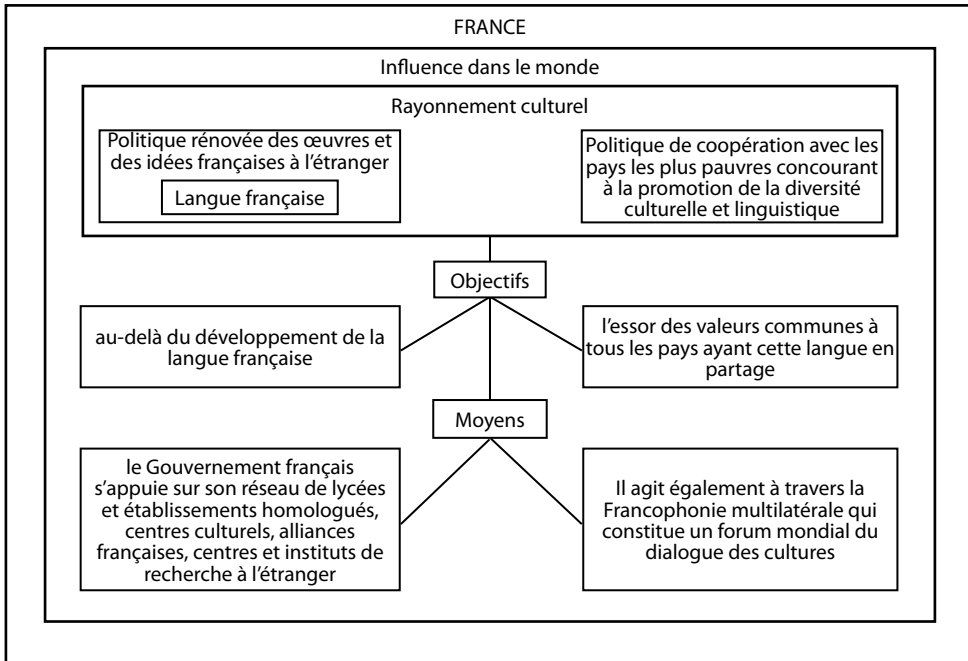 FRANCE
Influence dans le monde
Rayonnement culturel
Politique rénovée des œuvres et
des idées françaises à l’étranger
Langue française
Politique de coopération avec les
pays les plus pauvres concourant
à la promotion de la diversité
culturelle et linguistique
Objectifs
au-delà du développement de la
langue française
l’essor des valeurs communes à
tous les pays ayant cette langue en
partage
Moyens
le Gouvernement français
s’appuie sur son réseau de lycées
et établissements homologués,
centres culturels, alliances
françaises, centres et instituts de
recherche à l’étranger
Il agit également à travers la
Francophonie multilatérale qui
constitue un forum mondial du
dialogue des cultures